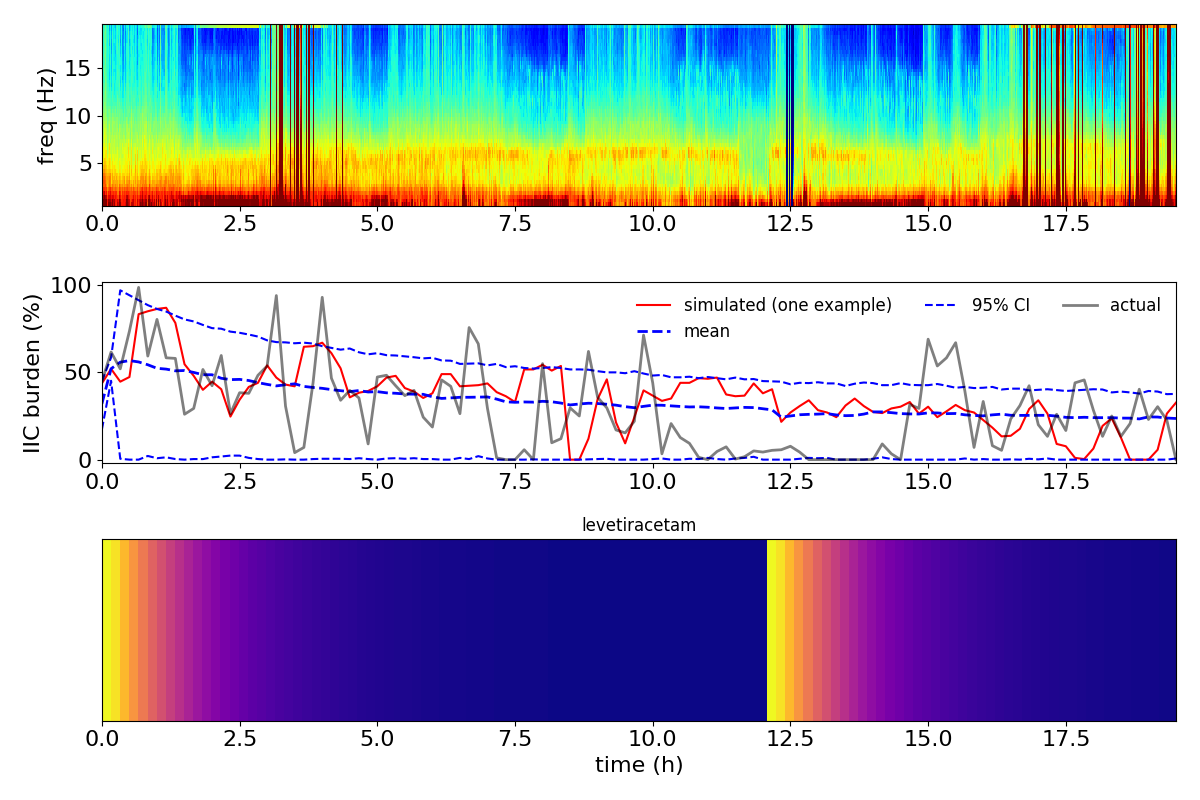 freq (Hz)
15
10
5
0.0 2.5 5.0 7.5 10.0 12.5 15.0 17.5
IIC burden (%)
100
50
0
simulated (one example)
mean
95% CI
actual
0.0 2.5 5.0 7.5 10.0 12.5 15.0 17.5
levetiracetam
0.0 2.5 5.0 7.5 10.0 12.5 15.0 17.5
time (h)